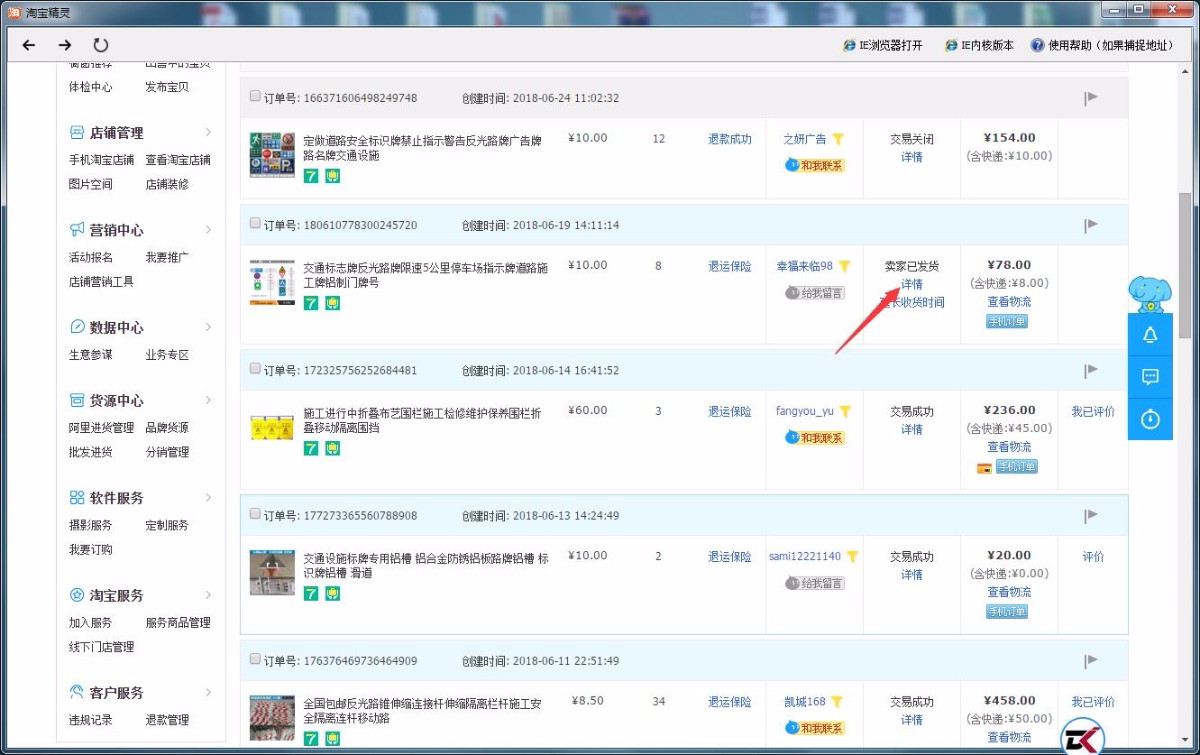 淘宝精灵
IE浏览器打开 IE内核版本 使用帮助（如果捕捉地址）
体检中心 发布宝贝
店铺管理
手机淘宝店铺 查看淘宝店铺
图片空间 店铺装修
营销中心
活动报名 我要推广
店铺营销工具
数据中心
生意参谋 业务专区
货源中心
阿里进货管理 品牌货源
批发进货 分销管理
软件服务
摄影服务 定制服务
我要订购
淘宝服务
加入服务 服务商品管理
线下门店管理
客户服务
违规记录 退款管理
订单号: 166371606498249748 创建时间: 2018-06-24 11:02:32
定做道路安全标识牌禁止指示警告反光路牌广告牌 ¥10.00 12 退款成功 之妍广告 交易关闭 ¥154.00
路名牌交通设施 和我联系 详情 (含快递:¥10.00)
7
订单号: 180610778300245720 创建时间: 2018-06-19 14:11:14
交通标志牌反光路牌限速5公里停车场指示牌道路施 ¥10.00 8 退运保险 幸福来临98 卖家已发货 ¥78.00
工牌铝制门牌号 给我留言 详情 (含快递:¥8.00)
7 长收货时间 查看物流
手机订单
订单号: 172325756252684481 创建时间: 2018-06-14 16:41:52
施工进行中折叠布艺围栏施工检修维护保养围栏折 ¥60.00 3 退运保险 fangyou_yu 交易成功 ¥236.00 我已评价
叠移动隔离围挡 和我联系 详情 (含快递:¥45.00)
7 查看物流
手机订单
订单号: 177273365560788908 创建时间: 2018-06-13 14:24:49
交通设施标牌专用铝槽 铝合金防锈铝板路牌铝槽 标 ¥10.00 2 退运保险 sami12221140 交易成功 ¥20.00 评价
识牌铝槽 滑道 给我留言 详情 (含快递:¥0.00)
7 查看物流
手机订单
订单号: 176376469736464909 创建时间: 2018-06-11 22:51:49
全国包邮反光路锥伸缩连接杆伸缩隔离栏杆施工安 ¥8.50 34 退运保险 凯城168 交易成功 ¥458.00 我已评价
全隔离连杆移动路 和我联系 详情 (含快递:¥50.00)
7 查看物流